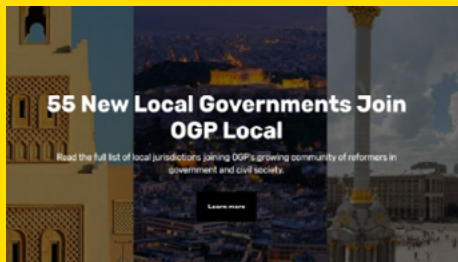 55 New Local Governments Join
OGP Local
Read the full list of local jurisdictions joining OGP's growing community of reformers in
government and civil society.
Learn more